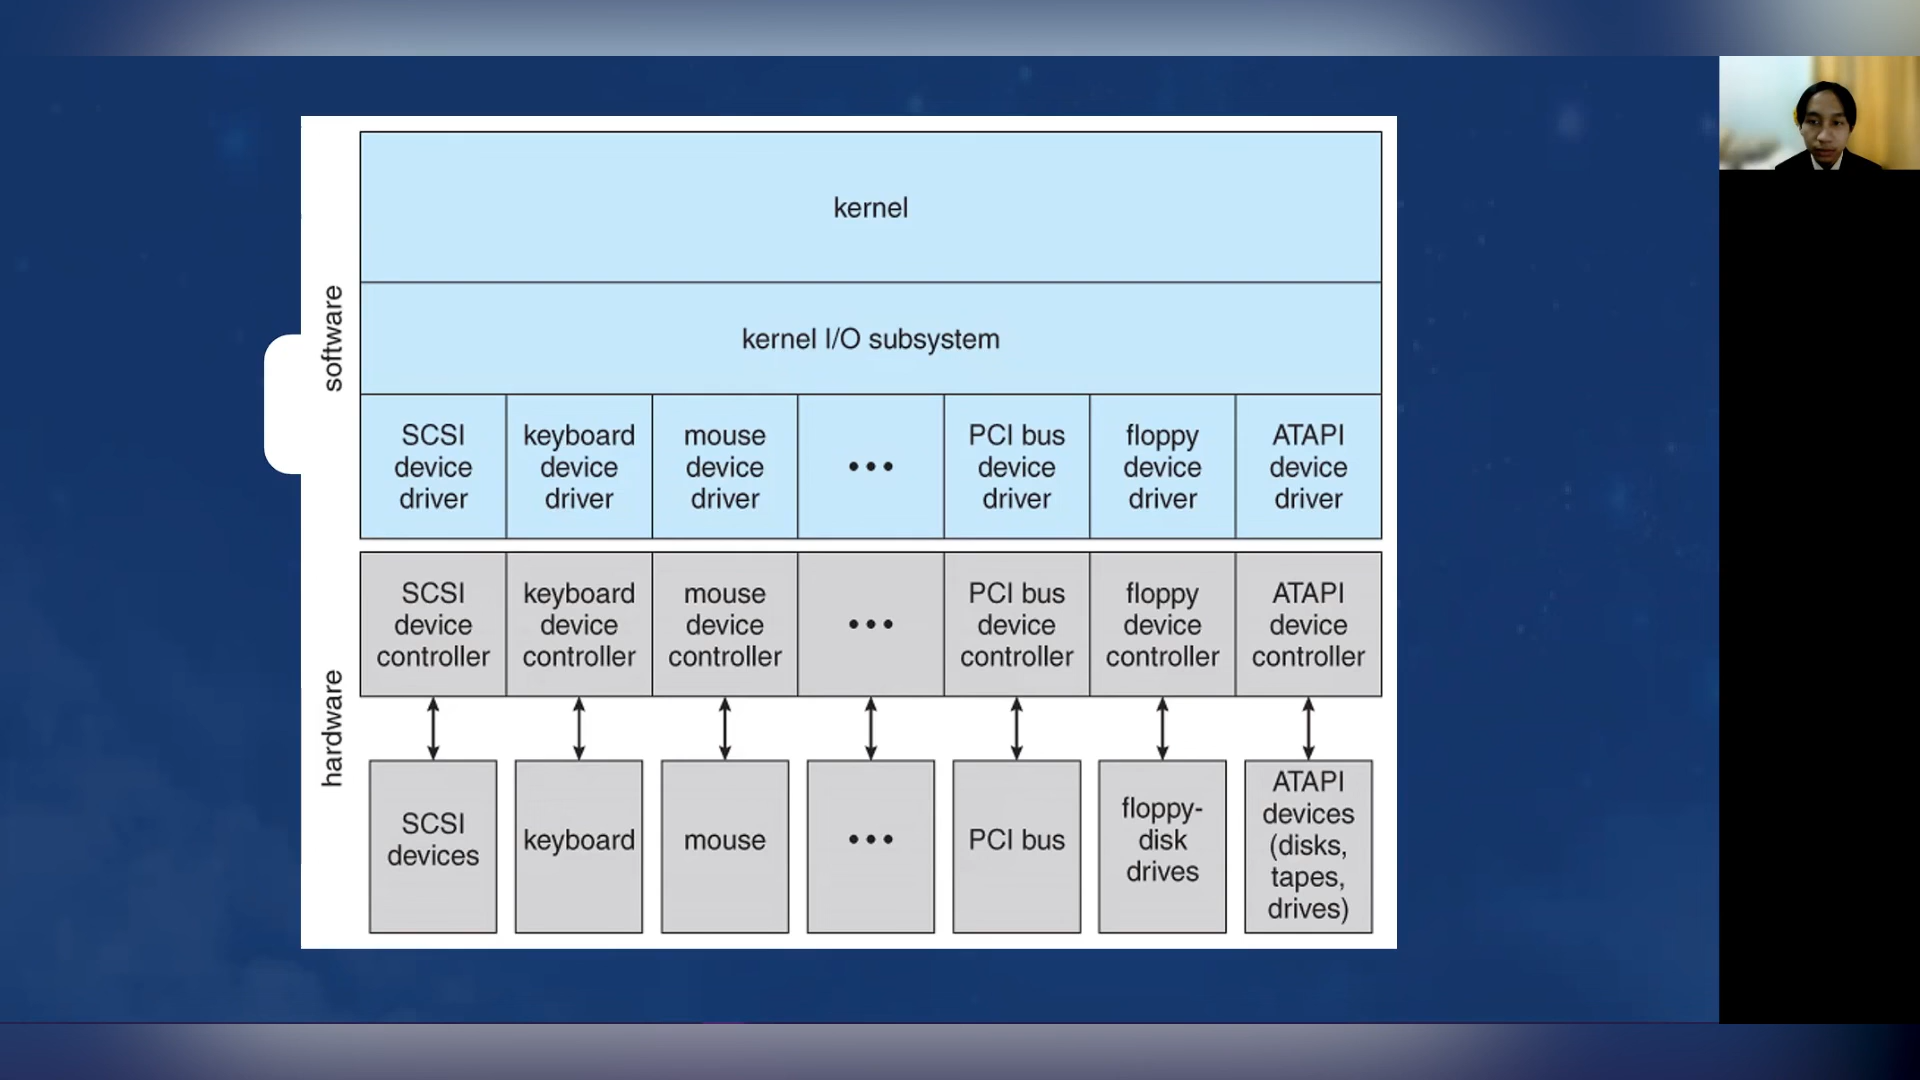 software
kernel
kernel I/O subsystem
SCSI
device
driver
keyboard
device
driver
mouse
device
driver
•••
PCI bus
device
driver
floppy
device
driver
ATAPI
device
driver
hardware
SCSI
device
controller
keyboard
device
controller
mouse
device
controller
•••
PCI bus
device
controller
floppy
device
controller
ATAPI
device
controller
SCSI
devices
keyboard
mouse
•••
PCI bus
floppy-
disk
drives
ATAPI
devices
(disks,
tapes,
drives)